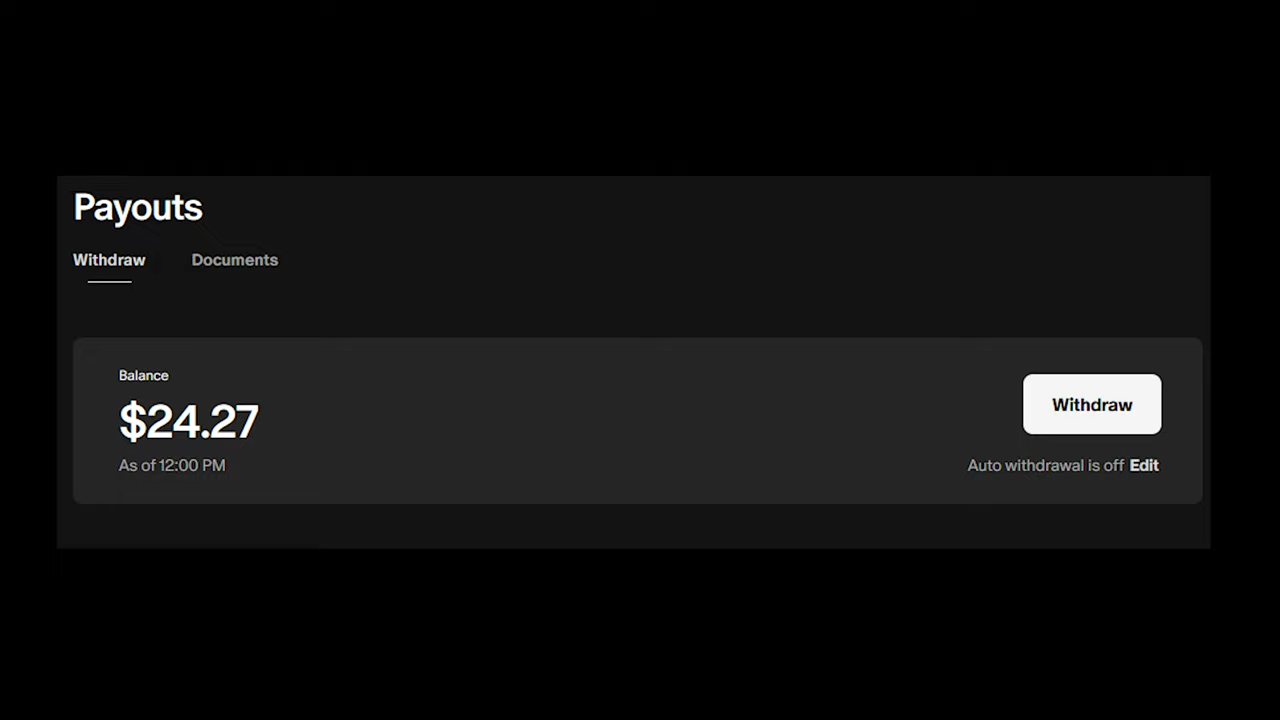 Payouts
Withdraw Documents
Balance
$24.27
Withdraw
As of 12:00 PM
Auto withdrawal is off Edit